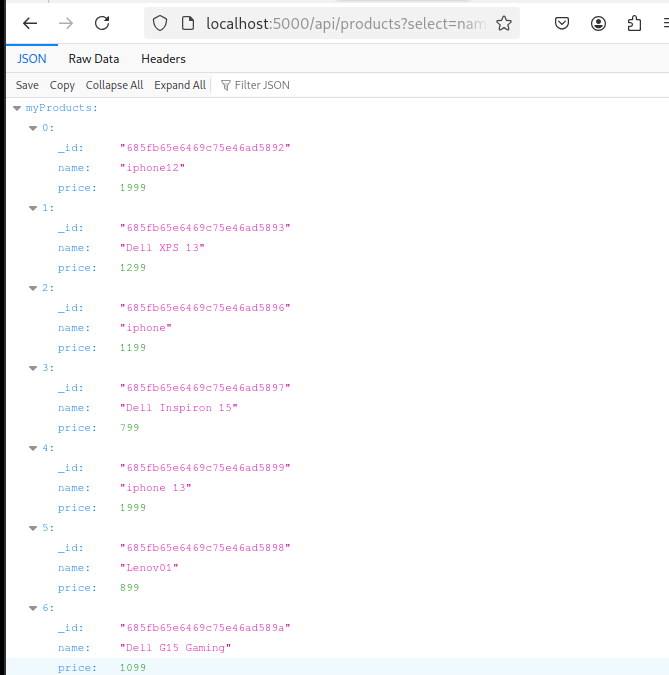 localhost:5000/api/products?select=nam
JSON Raw Data Headers
Save Copy Collapse All Expand All Filter JSON
myProducts:
0:
_id: "685fb65e6469c75e46ad5892"
name: "iphone12"
price: 1999
1:
_id: "685fb65e6469c75e46ad5893"
name: "Dell XPS 13"
price: 1299
2:
_id: "685fb65e6469c75e46ad5896"
name: "iphone"
price: 1199
3:
_id: "685fb65e6469c75e46ad5897"
name: "Dell Inspiron 15"
price: 799
4:
_id: "685fb65e6469c75e46ad5899"
name: "iphone 13"
price: 1999
5:
_id: "685fb65e6469c75e46ad5898"
name: "Lenov01"
price: 899
6:
_id: "685fb65e6469c75e46ad589a"
name: "Dell G15 Gaming"
price: 1099